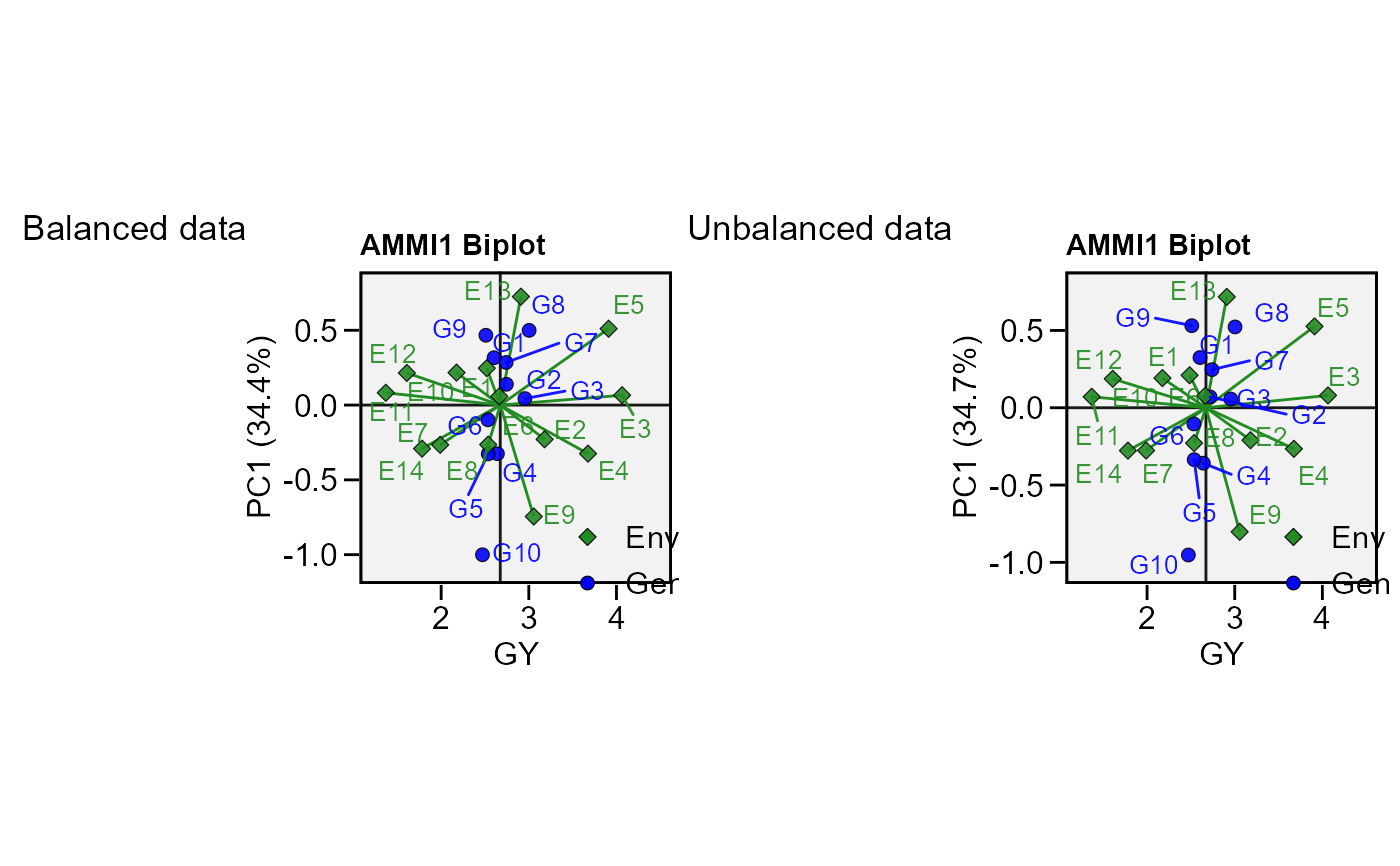 Balanced data
AMMI1 Biplot
PC1 (34.4%)
0.5
0.0
-0.5
-1.0
E13
G8
E5
G9
G1
G7
E12
E10
E1
G2
G3
E11
E7
G6
E6
E2
E3
E14
E8
G4
E4
G5
E9
G10
Env
Gen
2 3 4
GY
Unbalanced data
AMMI1 Biplot
PC1 (34.7%)
0.5
0.0
-0.5
-1.0
E13
G9
G8
E5
G1
E12
E1
G7
E3
E10
G3
G2
E11
G6
E8
E2
E14
E7
G4
E4
G5
E9
G10
Env
Gen
2 3 4
GY